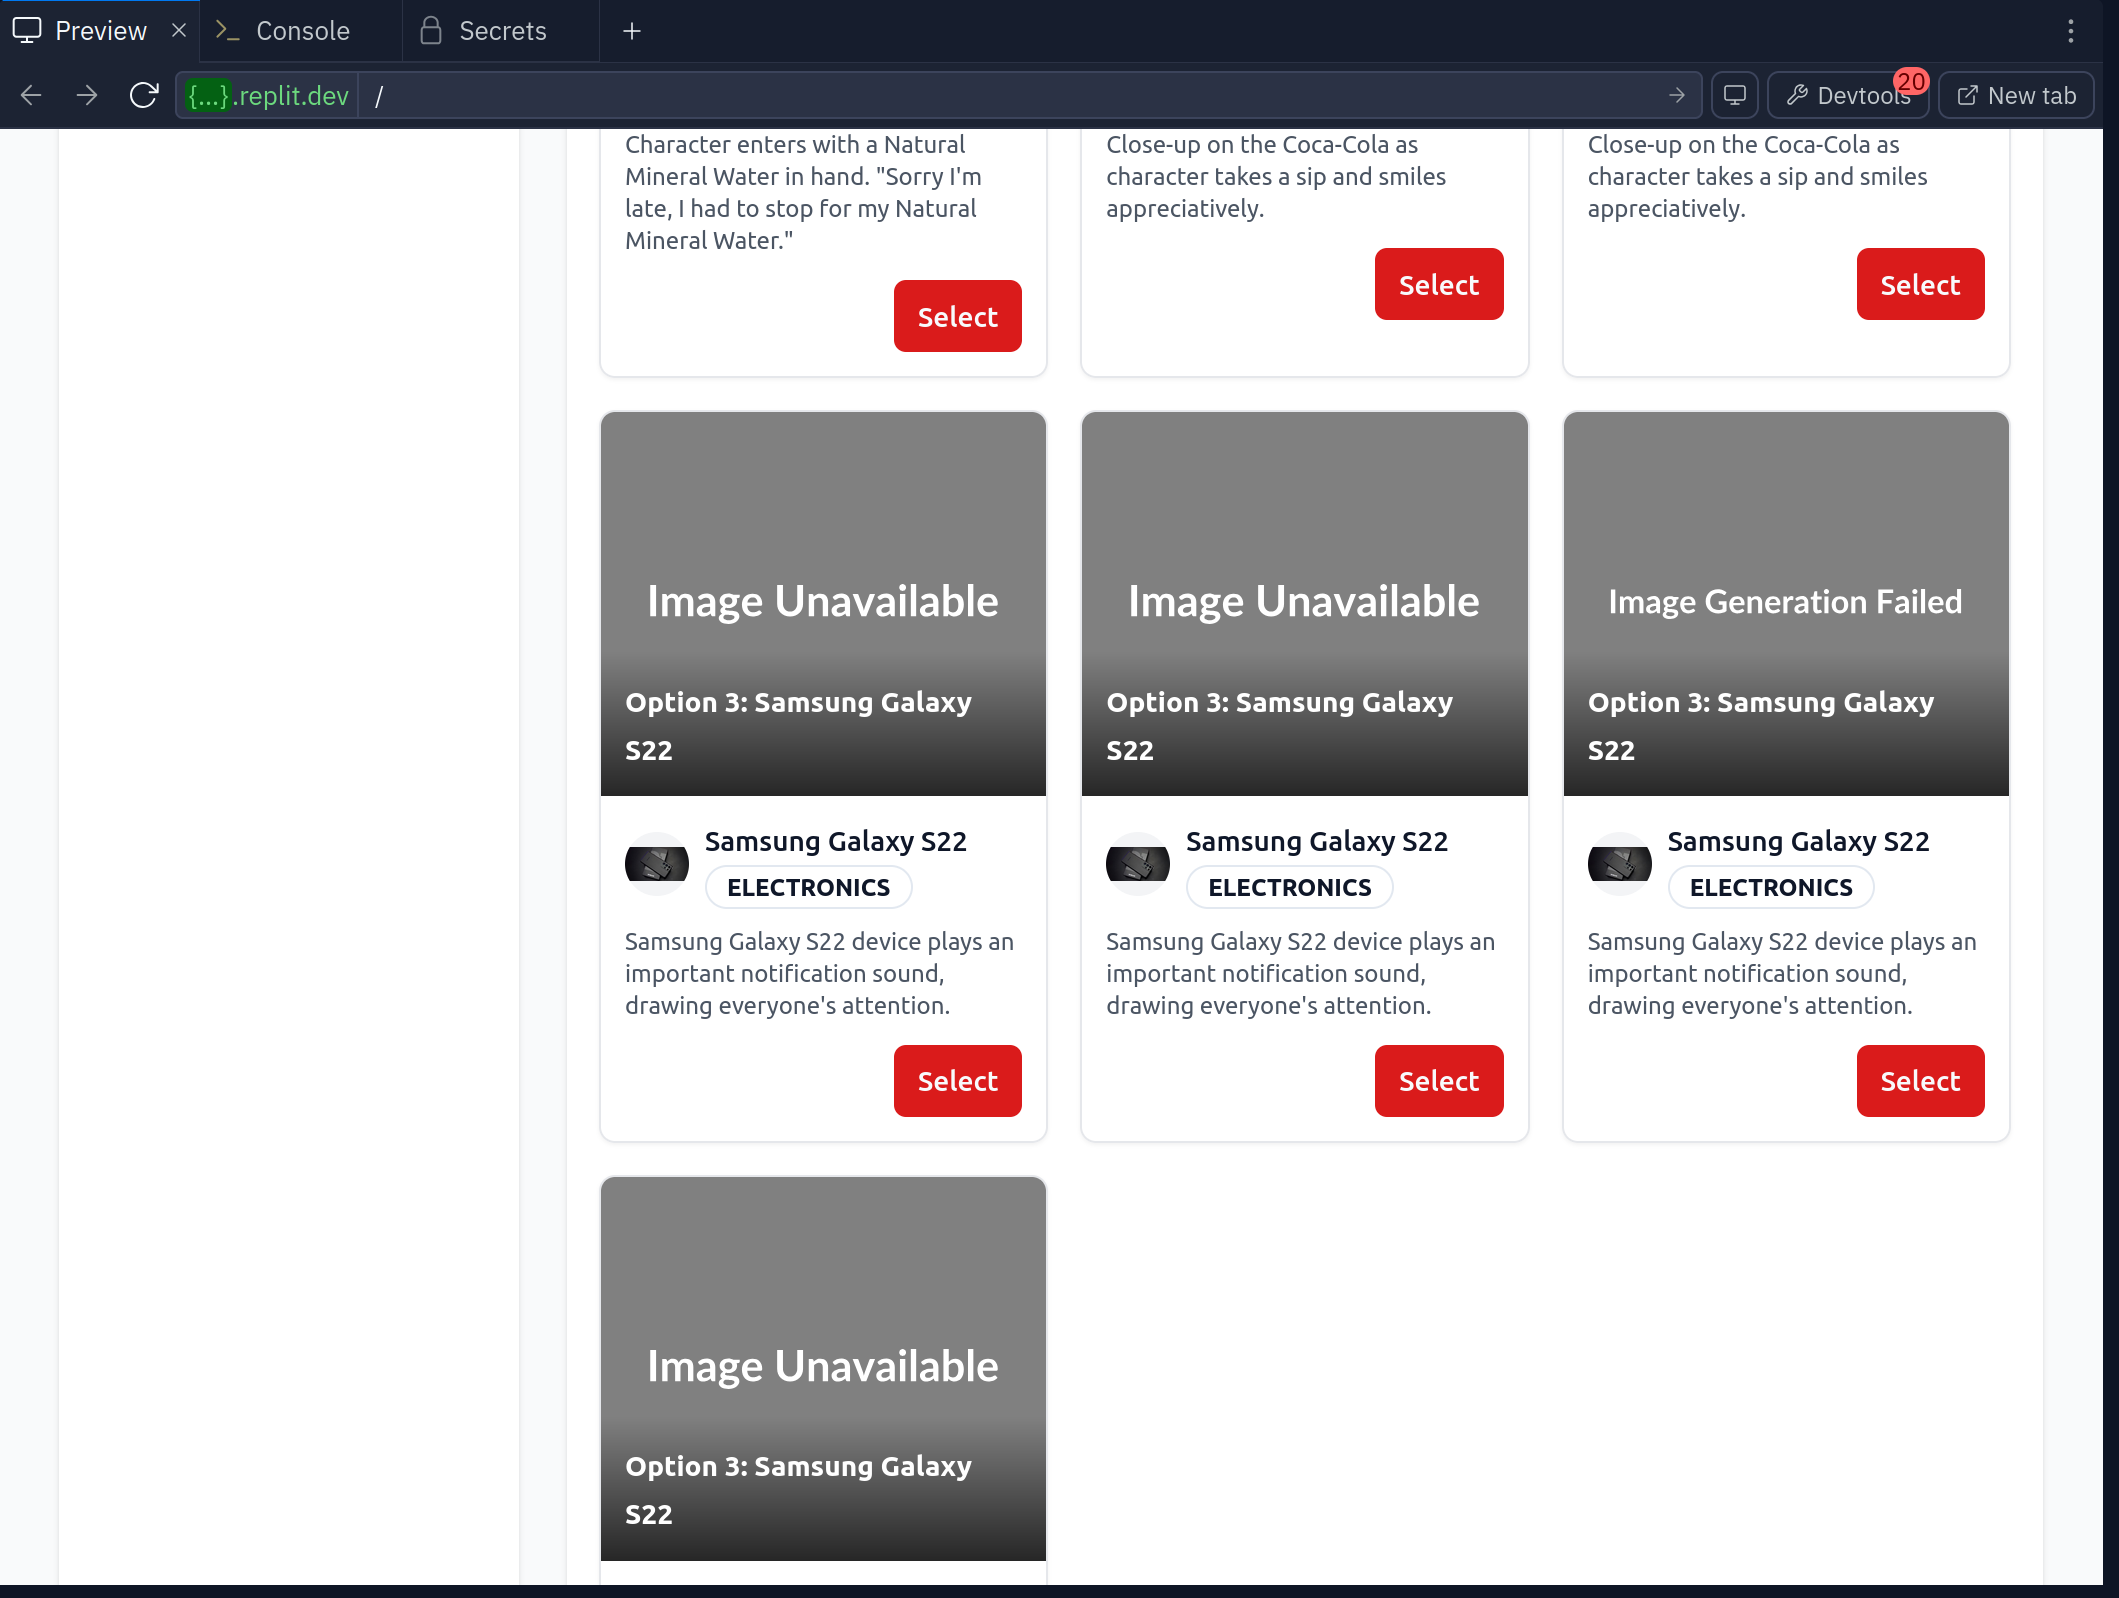 Preview
Console
Secrets
{...}.replit.dev /
Devtools
20
New tab
Character enters with a Natural
Mineral Water in hand. "Sorry I'm
late, I had to stop for my Natural
Mineral Water."
Select
Close-up on the Coca-Cola as
character takes a sip and smiles
appreciatively.
Select
Close-up on the Coca-Cola as
character takes a sip and smiles
appreciatively.
Select
Image Unavailable
Option 3: Samsung Galaxy
S22
Samsung Galaxy S22
ELECTRONICS
Samsung Galaxy S22 device plays an
important notification sound,
drawing everyone's attention.
Select
Image Unavailable
Option 3: Samsung Galaxy
S22
Samsung Galaxy S22
ELECTRONICS
Samsung Galaxy S22 device plays an
important notification sound,
drawing everyone's attention.
Select
Image Generation Failed
Option 3: Samsung Galaxy
S22
Samsung Galaxy S22
ELECTRONICS
Samsung Galaxy S22 device plays an
important notification sound,
drawing everyone's attention.
Select
Image Unavailable
Option 3: Samsung Galaxy
S22